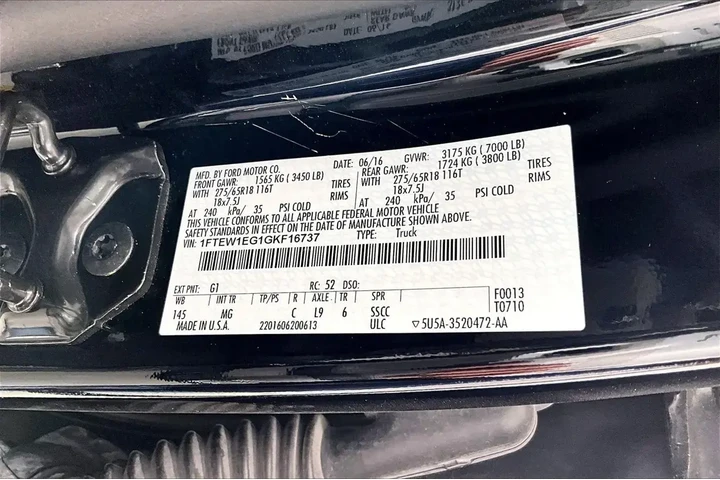 MFD. BY FORD MOTOR CO. DATE: 06/16 GVWR: 3175 KG ( 7000 LB)
FRONT GAWR: 1565 KG ( 3450 LB) REAR GAWR: 1724 KG ( 3800 LB)
WITH 275/65R18 116T TIRES WITH 275/65R18 116T TIRES
18x7.5J RIMS 18x7.5J RIMS
AT 240 kPa/ 35 PSI COLD AT 240 kPa/ 35 PSI COLD
THIS VEHICLE CONFORMS TO ALL APPLICABLE FEDERAL MOTOR VEHICLE
SAFETY STANDARDS IN EFFECT ON THE DATE OF MANUFACTURE SHOWN ABOVE.
VIN: 1FTEW1EG1GKF16737 TYPE: Truck
EXT PNT: G1 RC: 52 DSO:
WB INT TR TP/PS R AXLE TR SPR F0013
145 MG C L9 6 SSCC T0710
MADE IN U.S.A. 2201606200613 ULC ▽5U5A-3520472-AA